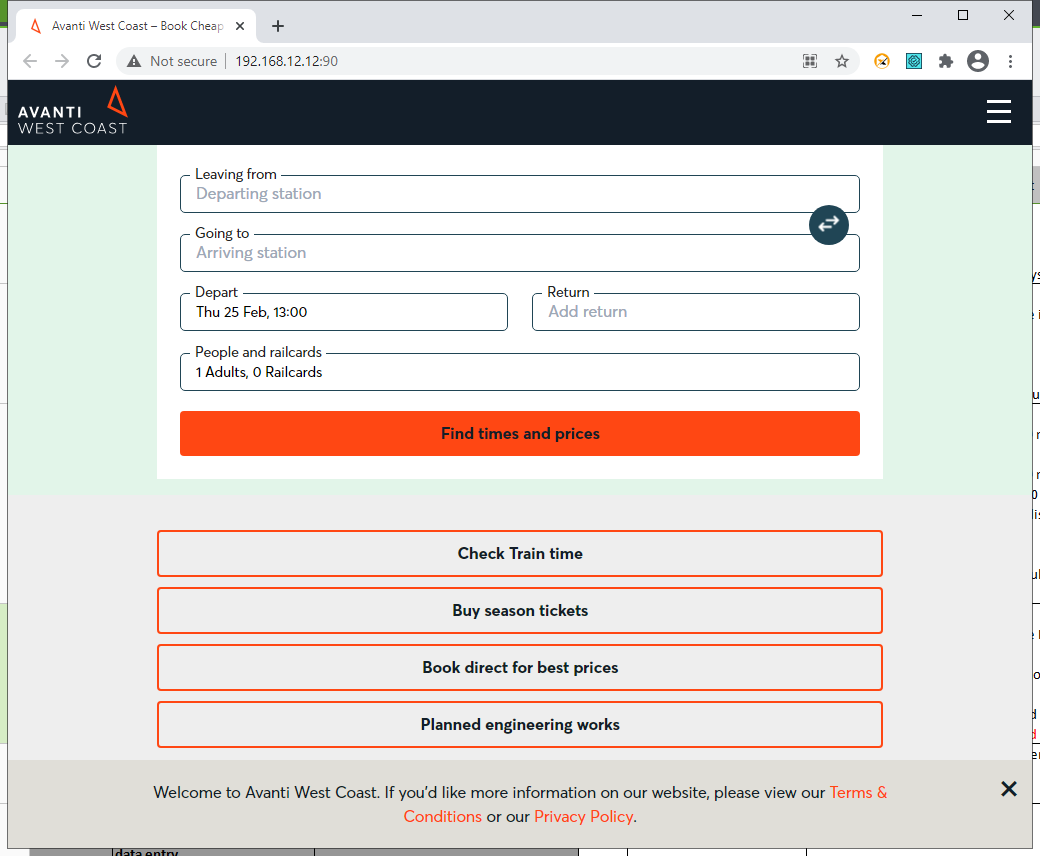 Avanti West Coast – Book Cheap
Not secure
192.168.12.12:90
AVANTI
WEST COAST
Leaving from
Departing station
Going to
Arriving station
Depart
Return
Thu 25 Feb, 13:00
Add return
People and railcards
1 Adults, 0 Railcards
Find times and prices
Check Train time
Buy season tickets
Book direct for best prices
Planned engineering works
Welcome to Avanti West Coast. If you'd like more information on our website, please view our Terms &
Conditions or our Privacy Policy.
data entry